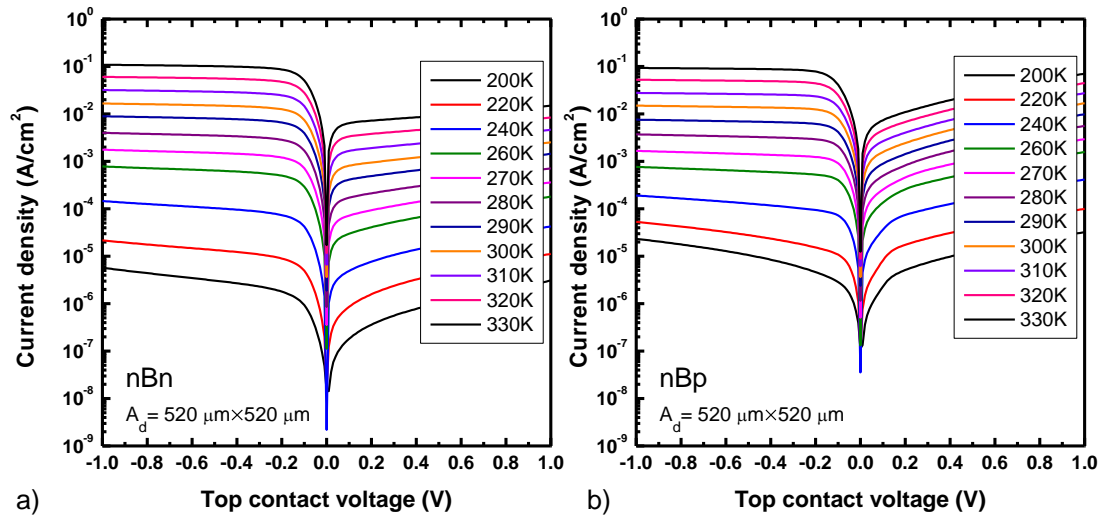 10^0
10^-1
10^-2
10^-3
10^-4
10^-5
10^-6
10^-7
10^-8
10^-9
Current density (A/cm^2)
-1.0 -0.8 -0.6 -0.4 -0.2 0.0 0.2 0.4 0.6 0.8 1.0
Top contact voltage (V)
200K
220K
240K
260K
270K
280K
290K
300K
310K
320K
330K
nBn
A_d= 520 μm×520 μm
a)
10^0
10^-1
10^-2
10^-3
10^-4
10^-5
10^-6
10^-7
10^-8
10^-9
Current density (A/cm^2)
-1.0 -0.8 -0.6 -0.4 -0.2 0.0 0.2 0.4 0.6 0.8 1.0
Top contact voltage (V)
200K
220K
240K
260K
270K
280K
290K
300K
310K
320K
330K
nBp
A_d= 520 μm×520 μm
b)